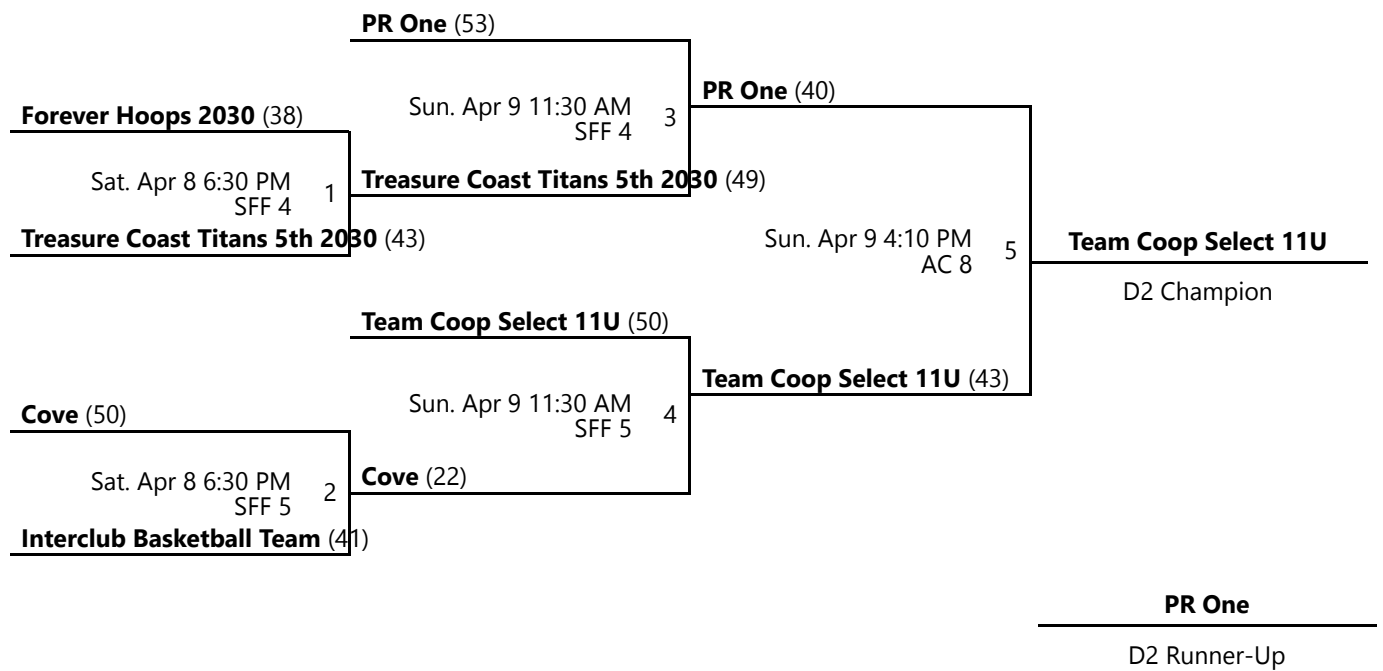 PR One (53)
Sun. Apr 9 11:30 AM
SFF 4
3
PR One (40)
Forever Hoops 2030 (38)
Sat. Apr 8 6:30 PM
SFF 4
1
Treasure Coast Titans 5th 2030 (49)
Treasure Coast Titans 5th 2030 (43)
Sun. Apr 9 4:10 PM
AC 8
5
Team Coop Select 11U
D2 Champion
Team Coop Select 11U (50)
Sun. Apr 9 11:30 AM
SFF 5
4
Team Coop Select 11U (43)
Cove (50)
Sat. Apr 8 6:30 PM
SFF 5
2
Cove (22)
Interclub Basketball Team (41)
PR One
D2 Runner-Up